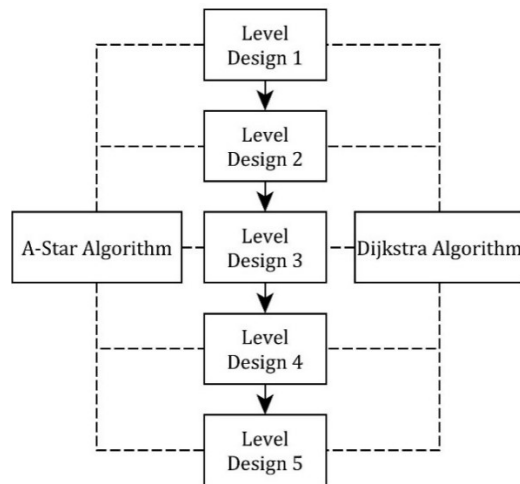 Level
Design 1
Level
Design 2
A-Star Algorithm
Level
Design 3
Dijkstra Algorithm
Level
Design 4
Level
Design 5